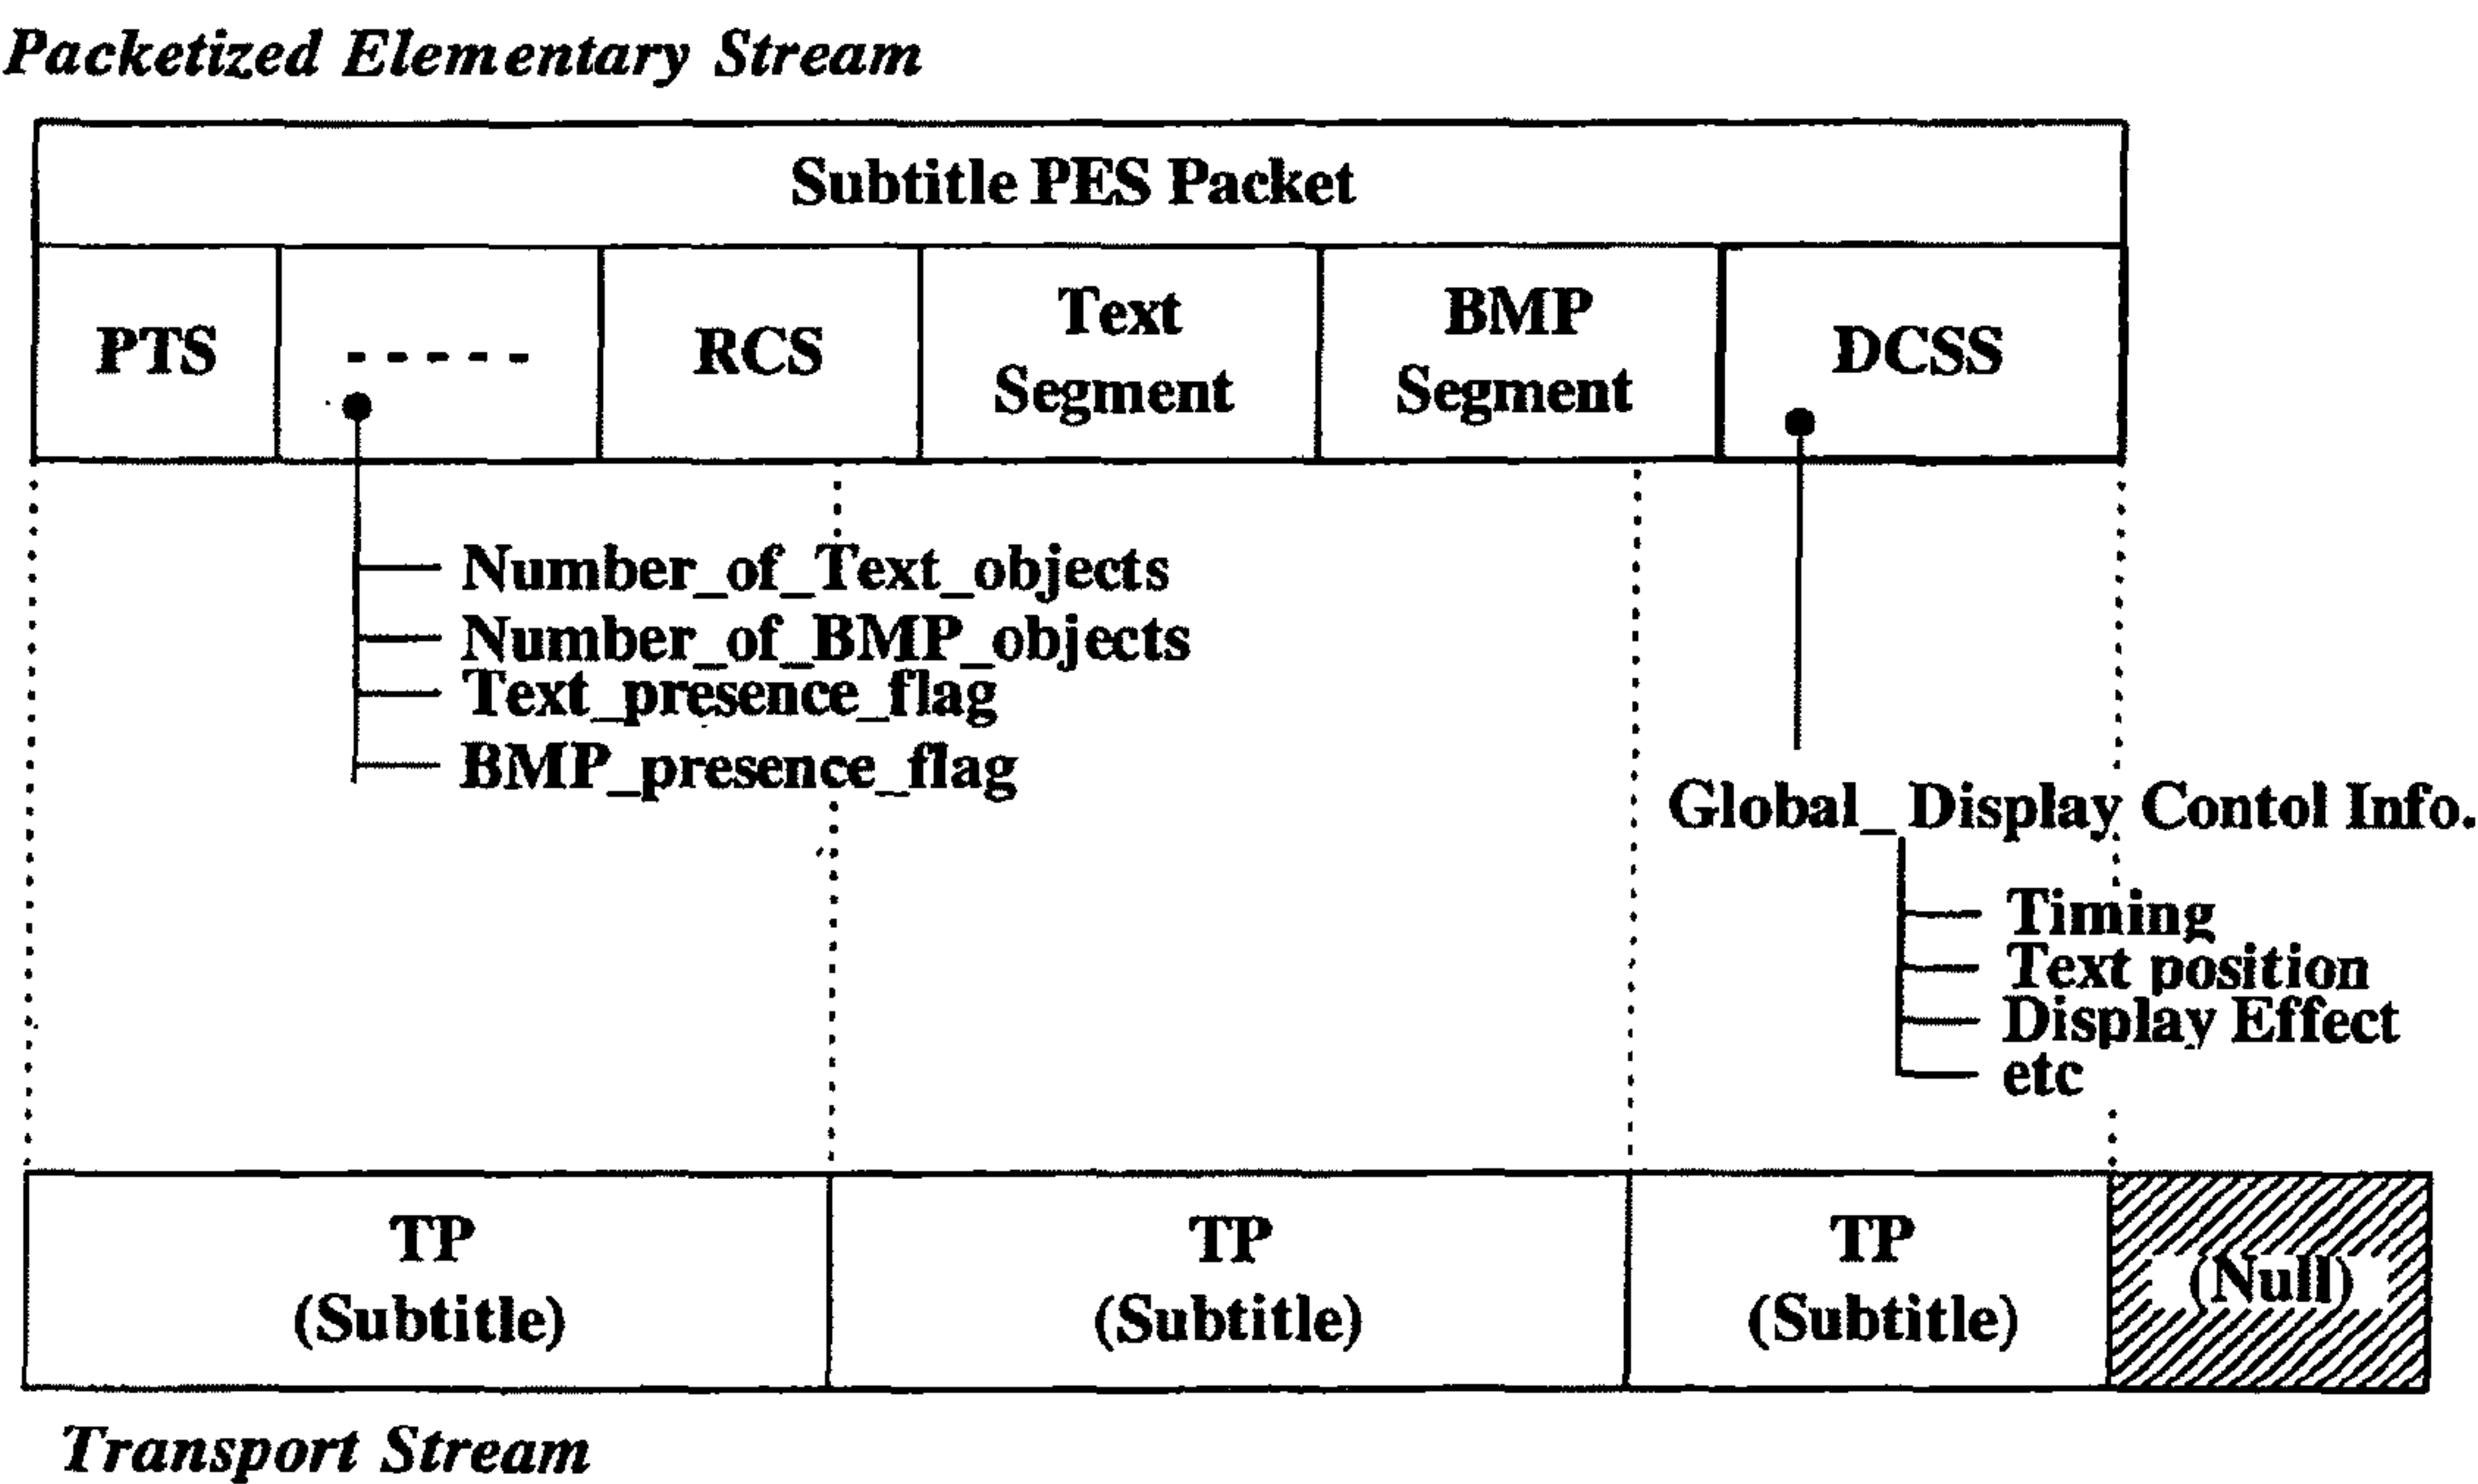 Packetized Elementary Stream
Subtitle PES Packet
PTS
- - - - -
RCS
Text
Segment
BMP
Segment
DCSS
Number_of_Text_objects
Number_of_BMP_objects
Text_presence_flag
BMP_presence_flag
Global_ Display Contol Info.
Timing
Text position
Display Effect
etc
TP
(Subtitle)
TP
(Subtitle)
TP
(Subtitle)
(Null)
Transport Stream